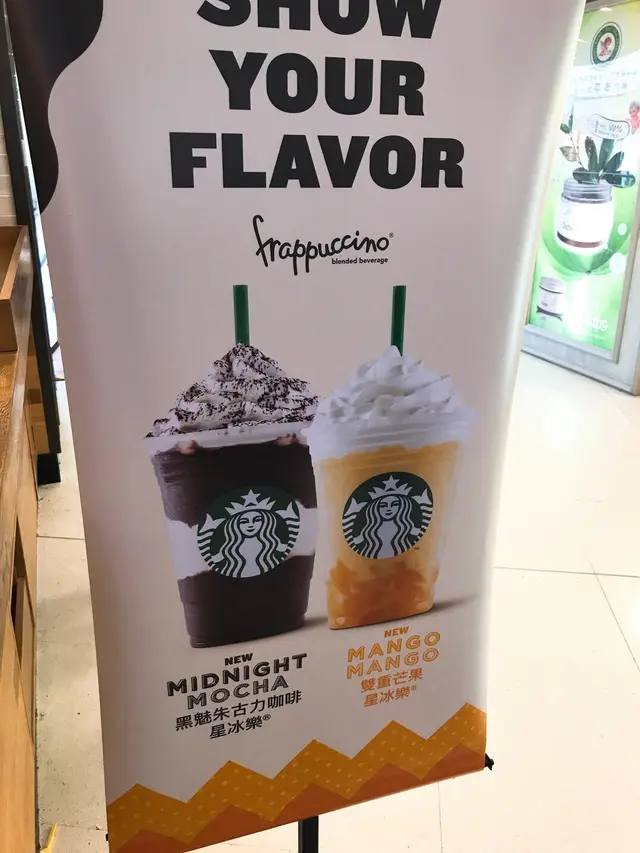 SHOW
YOUR
FLAVOR
frappuccino®
blended beverage
NEW
MIDNIGHT
MOCHA
黑魅朱古力咖啡
星冰樂®
NEW
MANGO
MANGO
雙重芒果
星冰樂®